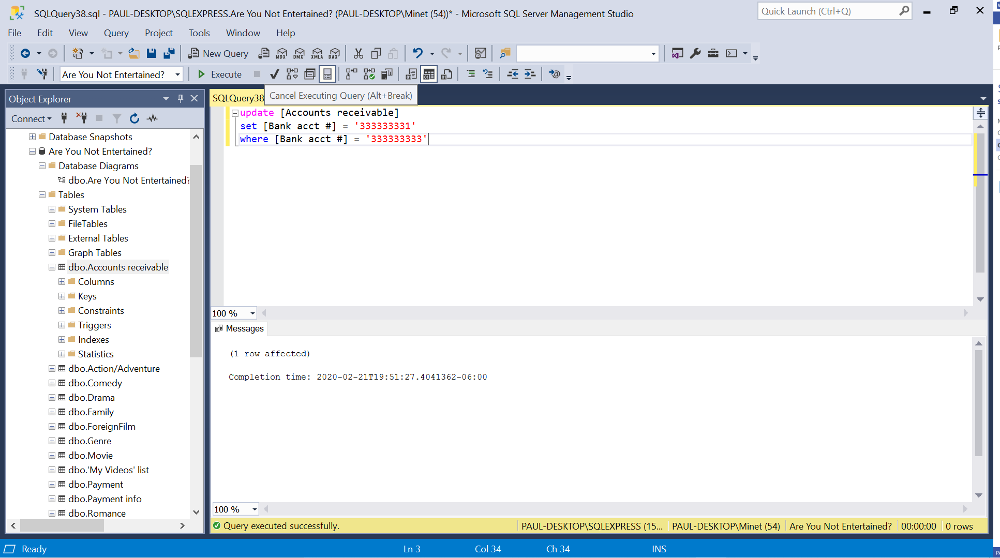 SQLQuery38.sql - PAUL-DESKTOP\SQLEXPRESS.Are You Not Entertained? (PAUL-DESKTOP\Minet (54))* - Microsoft SQL Server Management Studio
Quick Launch (Ctrl+Q)
File Edit View Query Project Tools Window Help
New Query MDX DMX XMLA DAX
Are You Not Entertained? Execute
Object Explorer
SQLQuery38
Cancel Executing Query (Alt+Break)
Connect
update [Accounts receivable]
set [Bank acct #] = '333333331'
where [Bank acct #] = '333333333'
Database Snapshots
Are You Not Entertained?
Database Diagrams
dbo.Are You Not Entertained?
Tables
System Tables
FileTables
External Tables
Graph Tables
dbo.Accounts receivable
Columns
Keys
Constraints
Triggers
Indexes
Statistics
dbo.Action/Adventure
dbo.Comedy
dbo.Drama
dbo.Family
dbo.ForeignFilm
dbo.Genre
dbo.Movie
dbo.'My Videos' list
dbo.Payment
dbo.Payment info
dbo.Romance
100 %
Messages
(1 row affected)
Completion time: 2020-02-21T19:51:27.4041362-06:00
100 %
Query executed successfully. PAUL-DESKTOP\SQLEXPRESS (15... PAUL-DESKTOP\Minet (54) Are You Not Entertained? 00:00:00 0 rows
Ready Ln 3 Col 34 Ch 34 INS